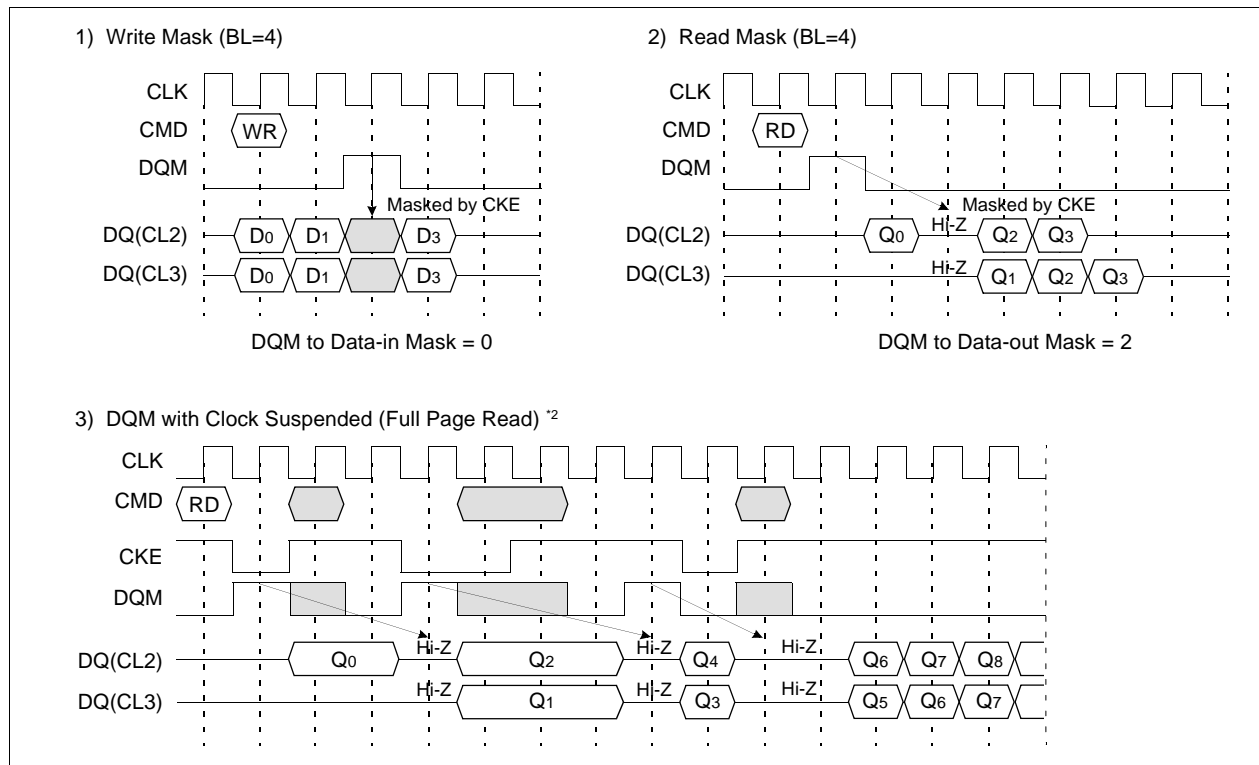 1) Write Mask (BL=4)
CLK
CMD
WR
DQM
Masked by CKE
DQ(CL2)
D0 D1 D3
DQ(CL3)
D0 D1 D3
DQM to Data-in Mask = 0
2) Read Mask (BL=4)
CLK
CMD
RD
DQM
Masked by CKE
DQ(CL2)
Q0 Hi-Z Q2 Q3
DQ(CL3)
Hi-Z Q1 Q2 Q3
DQM to Data-out Mask = 2
3) DQM with Clock Suspended (Full Page Read) *2
CLK
CMD
RD
CKE
DQM
DQ(CL2)
Q0 Hi-Z Q2 Hi-Z Q4 Hi-Z Q6 Q7 Q8
DQ(CL3)
Hi-Z Q1 Hi-Z Q3 Hi-Z Q5 Q6 Q7